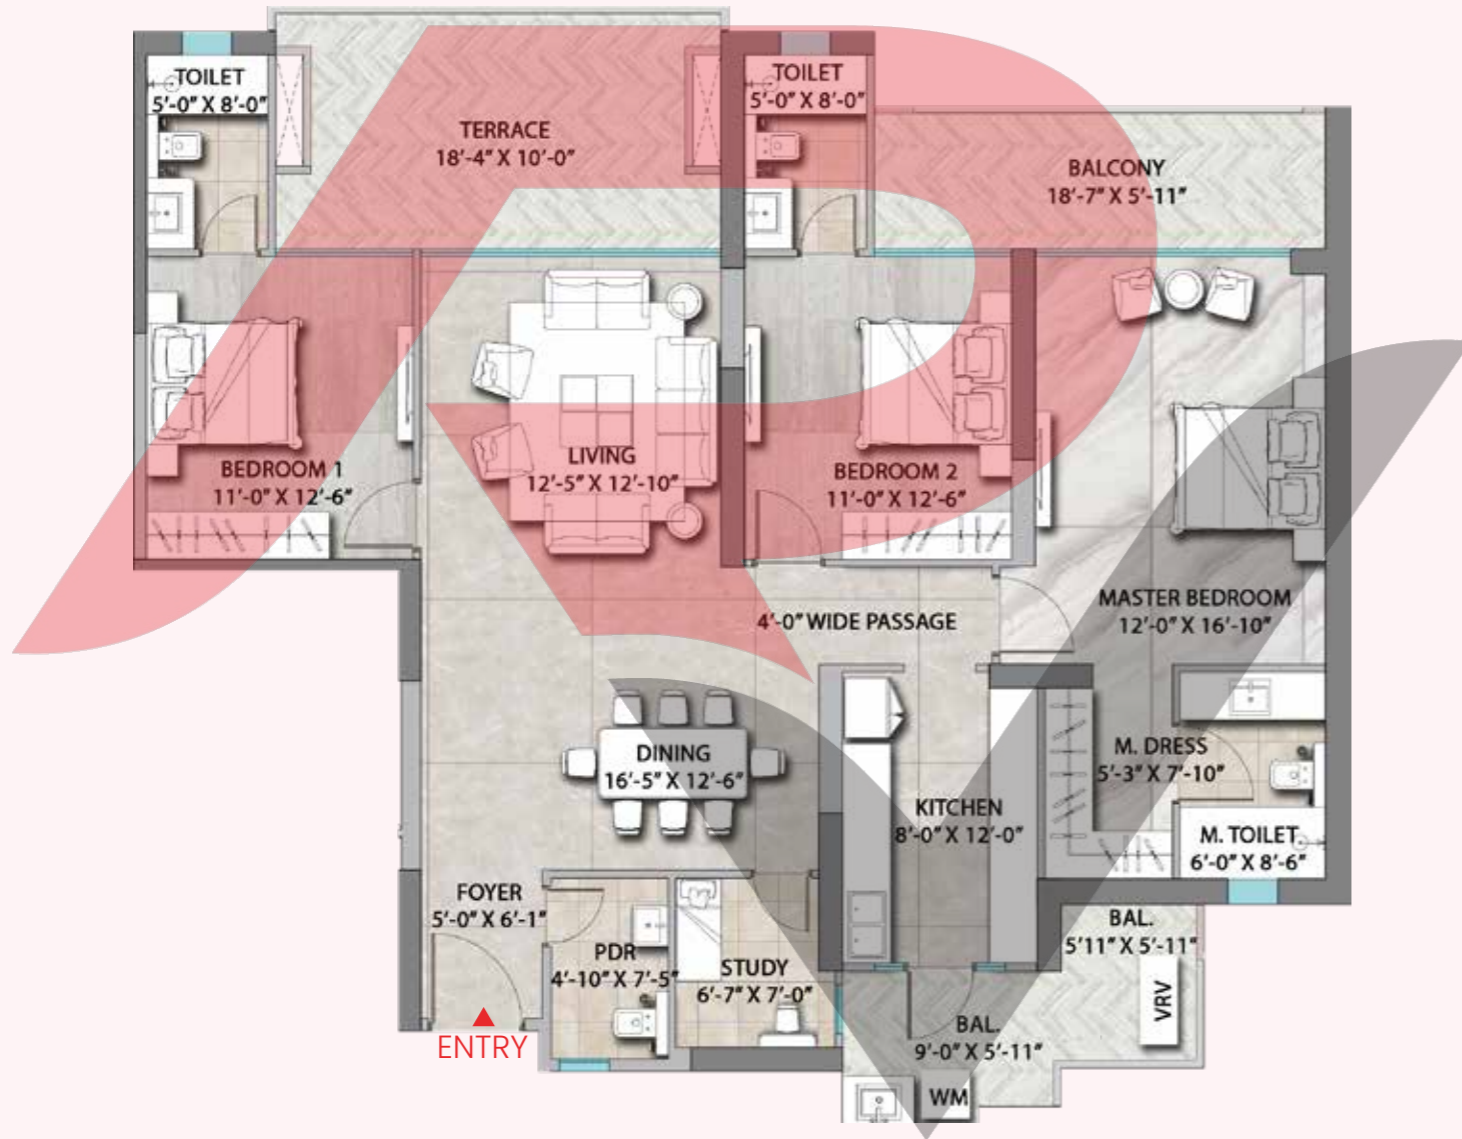 TOILET
5'-0" X 8'-0"
TERRACE
18'-4" X 10'-0"
TOILET
5'-0" X 8'-0"
BALCONY
18'-7" X 5'-11"
BEDROOM 1
11'-0" X 12'-6"
LIVING
12'-5" X 12'-10"
BEDROOM 2
11'-0" X 12'-6"
MASTER BEDROOM
12'-0" X 16'-10"
4'-0" WIDE PASSAGE
DINING
16'-5" X 12'-6"
M. DRESS
5'-3" X 7'-10"
KITCHEN
8'-0" X 12'-0"
M. TOILET
6'-0" X 8'-6"
FOYER
5'-0" X 6'-1"
PDR
4'-10" X 7'-5"
STUDY
6'-7" X 7'-0"
BAL.
5'11" X 5'-11"
VRV
BAL.
9'-0" X 5'-11"
ENTRY
WM